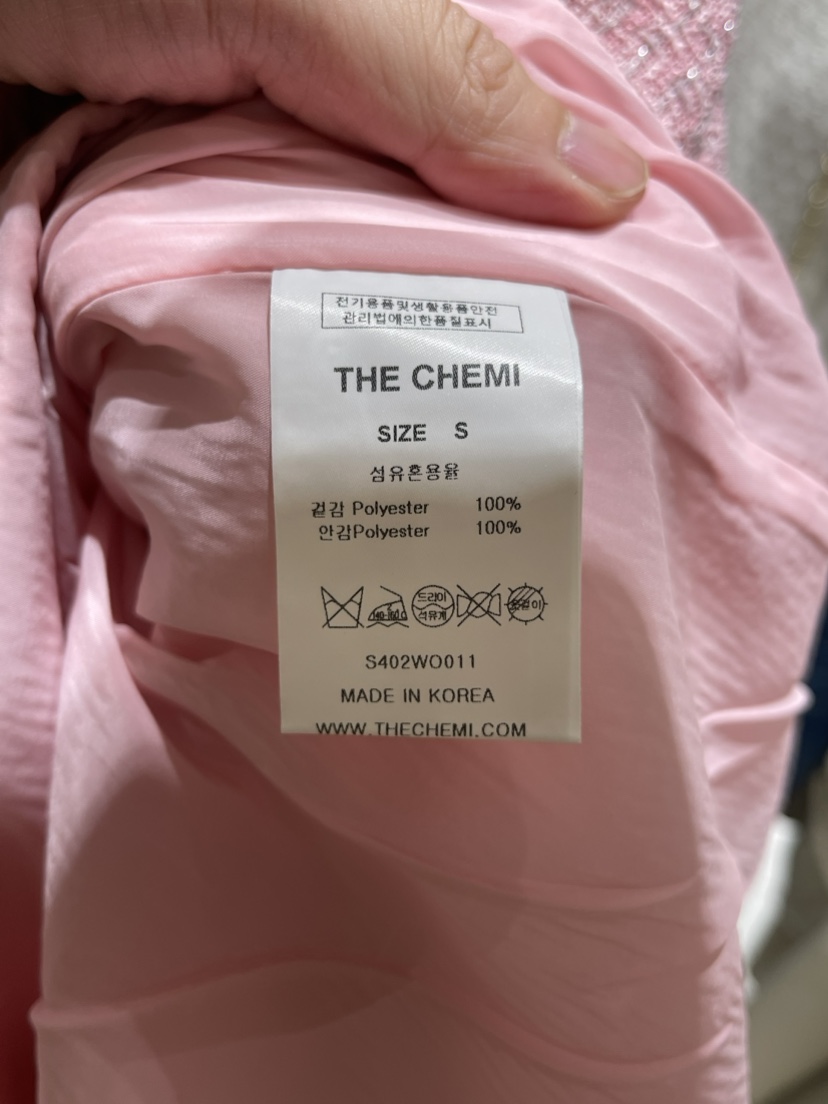 전기용품및생활용품안전
관리법에의한품질표시
THE CHEMI
SIZE S
섬유혼용율
겉감 Polyester 100%
안감Polyester 100%
드라이
석유계
S402WO011
MADE IN KOREA
WWW.THECHEMI.COM